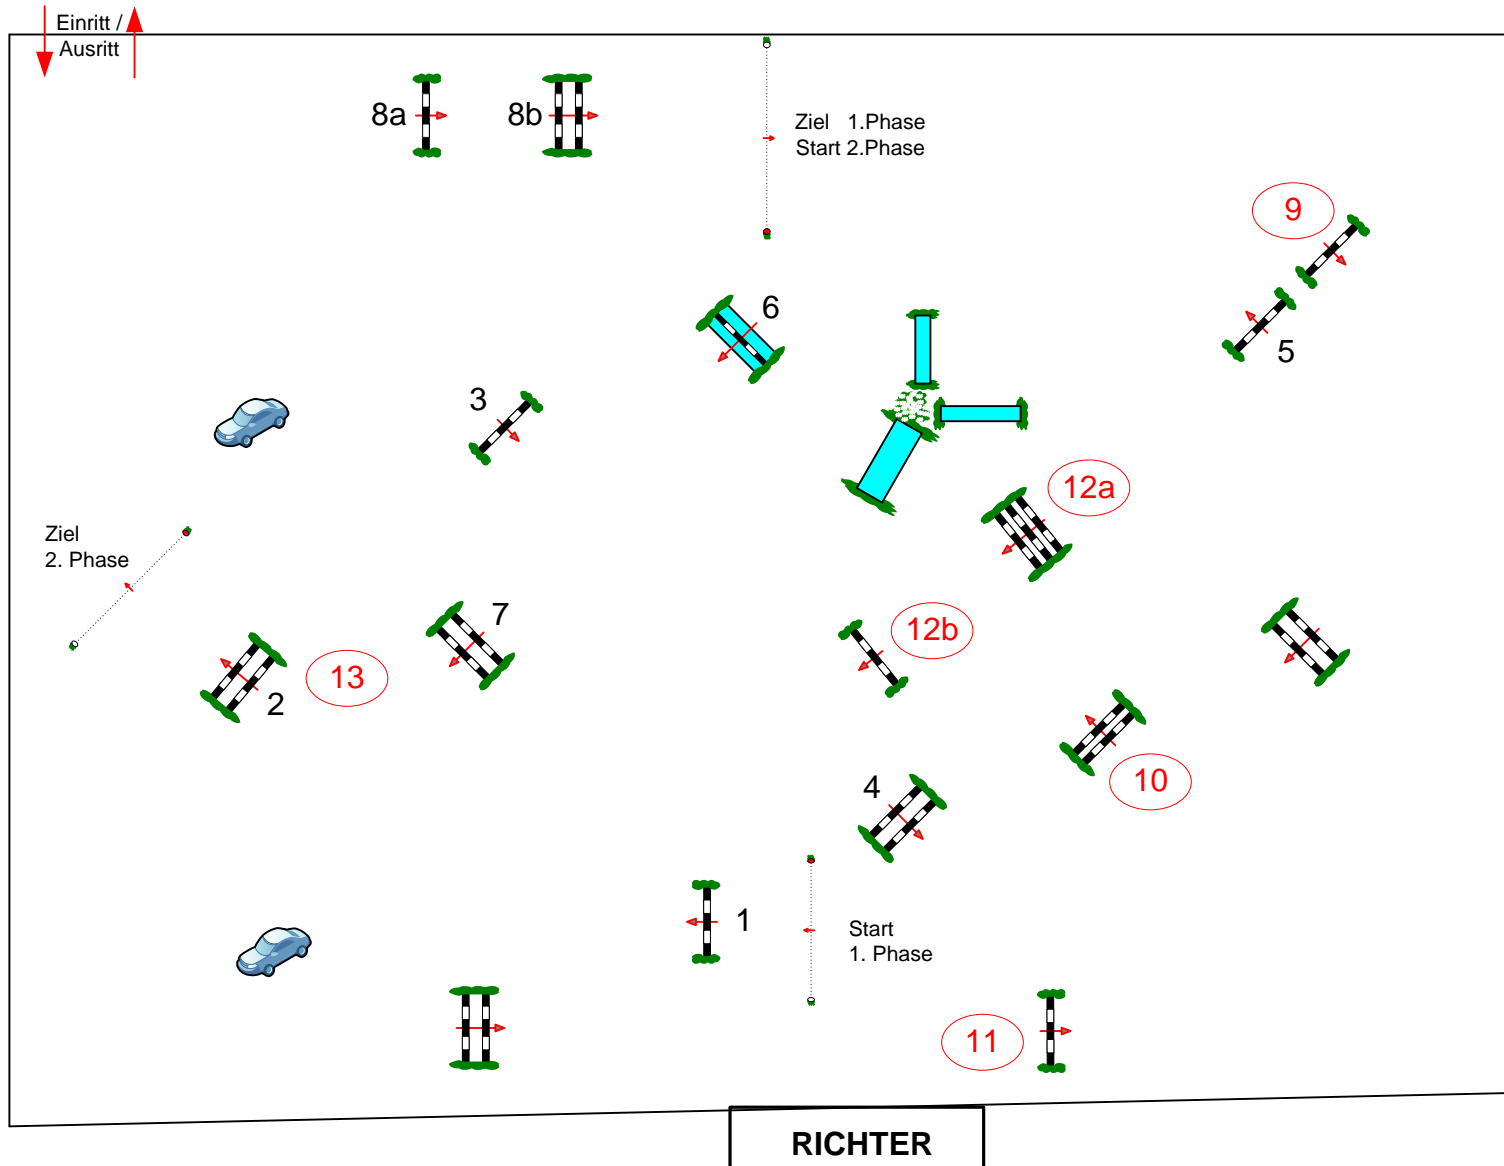 Einritt /
Ausritt
8a
8b
Ziel 1.Phase
Start 2.Phase
9
6
5
3
12a
Ziel
2. Phase
7
12b
13
2
10
4
1
Start
1. Phase
11
RICHTER